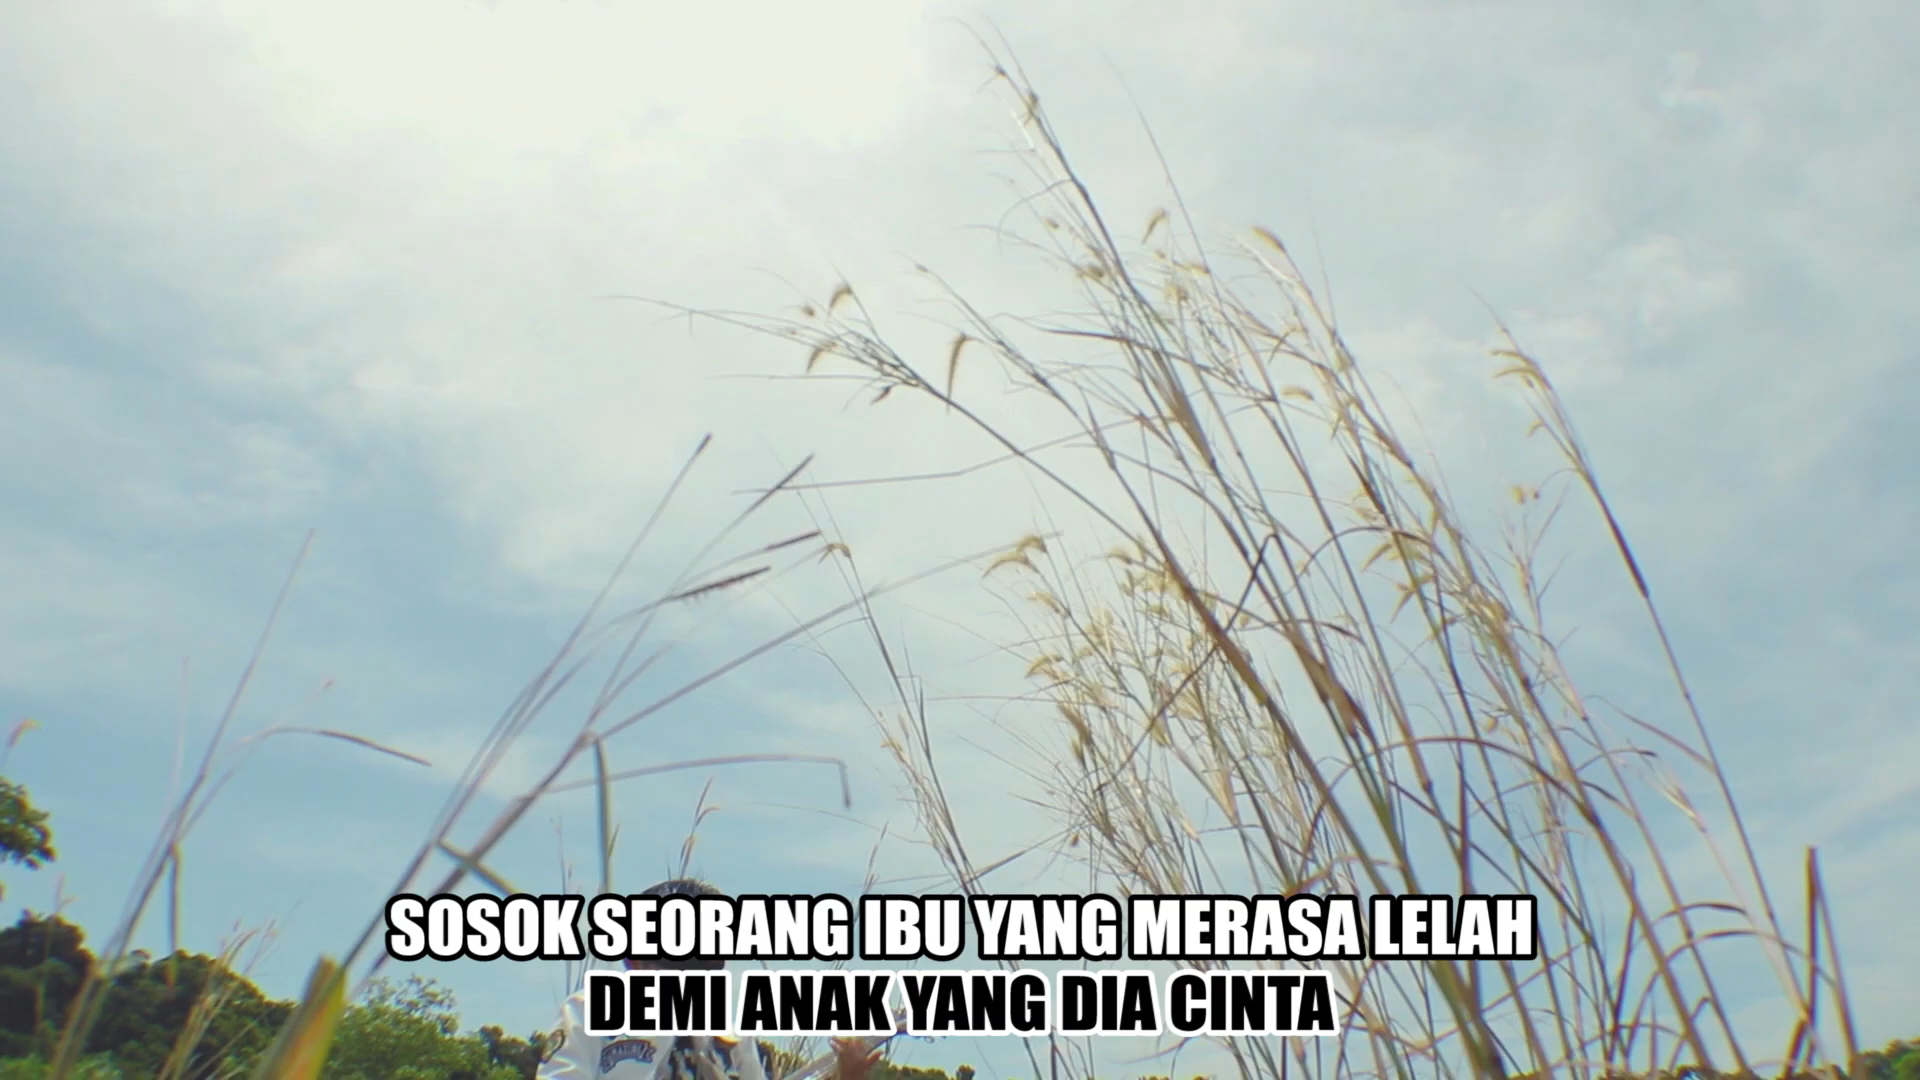 SOSOK SEORANG IBU YANG MERASA LELAH
DEMI ANAK YANG DIA CINTA